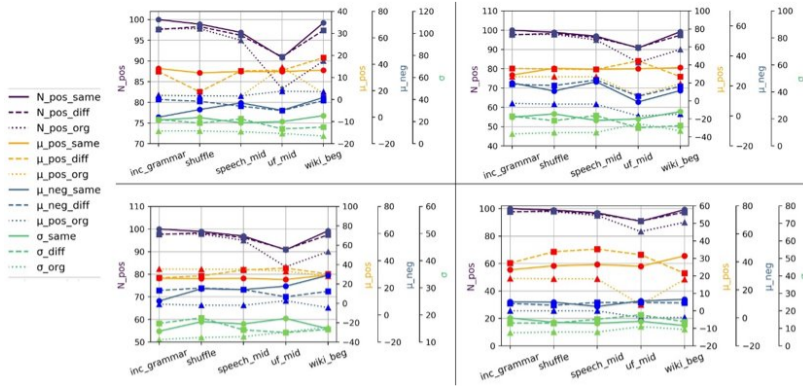 N_pos_same
N_pos_diff
N_pos_org
μ_pos_same
μ_pos_diff
μ_pos_org
μ_neg_same
μ_neg_diff
μ_pos_org
σ_same
σ_diff
σ_org
100
95
90
85
80
75
70
N_pos
inc_grammar
shuffle
speech_mid
uf_mid
wiki_beg
40
30
20
10
0
−10
−20
μ_pos
80
60
40
20
0
−20
μ_neg
120
100
80
60
40
20
0
σ
110
100
90
80
70
60
50
40
N_pos
inc_grammar
shuffle
speech_mid
uf_mid
wiki_beg
100
80
60
40
20
0
−20
−40
μ_pos
80
60
40
20
0
−20
μ_neg
100
80
60
40
20
0
σ
110
100
90
80
70
60
50
N_pos
inc_grammar
shuffle
speech_mid
uf_mid
wiki_beg
80
60
40
20
0
−20
−40
μ_pos
80
60
40
20
0
−20
μ_neg
60
50
40
30
20
10
σ
100
80
60
40
20
0
N_pos
inc_grammar
shuffle
speech_mid
uf_mid
wiki_beg
60
50
40
30
20
10
0
−10
−20
μ_pos
80
60
40
20
0
−20
μ_neg
80
70
60
50
40
30
20
10
0
σ